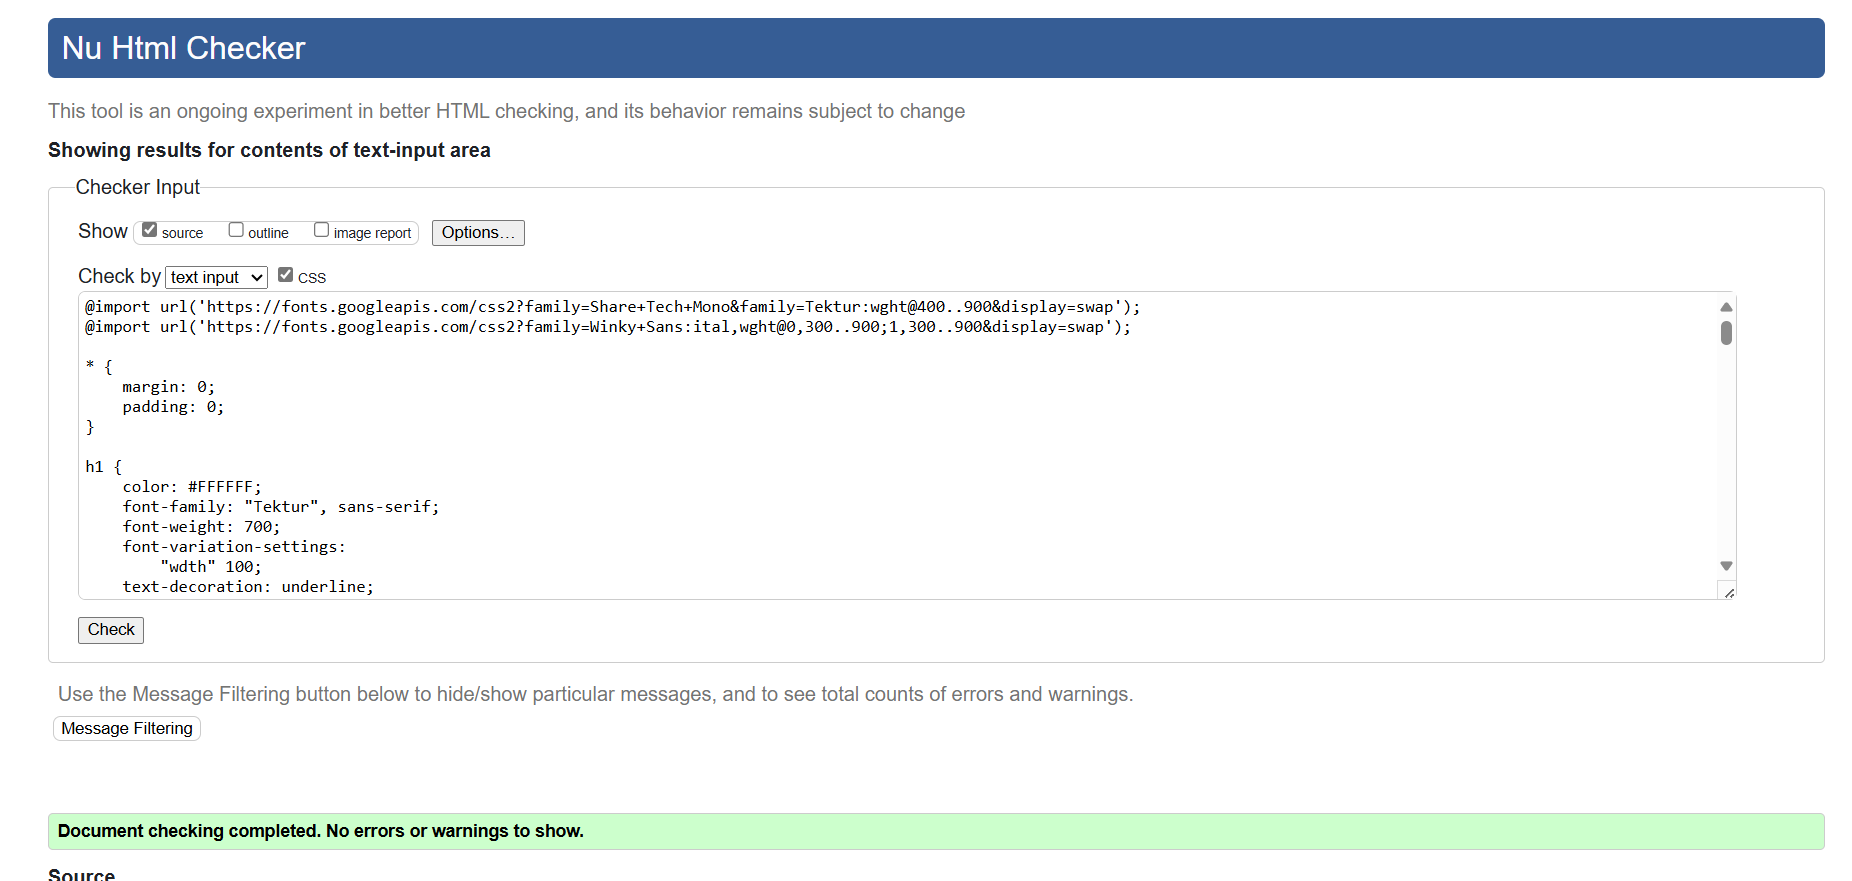 Nu Html Checker
This tool is an ongoing experiment in better HTML checking, and its behavior remains subject to change
Showing results for contents of text-input area
Checker Input
Show source outline image report Options...
Check by text input CSS
@import url('https://fonts.googleapis.com/css2?family=Share+Tech+Mono&family=Tektur:wght@400..900&display=swap');
@import url('https://fonts.googleapis.com/css2?family=Winky+Sans:ital,wght@0,300..900;1,300..900&display=swap');
* {
margin: 0;
padding: 0;
}
h1 {
color: #FFFFFF;
font-family: "Tektur", sans-serif;
font-weight: 700;
font-variation-settings:
"wdth" 100;
text-decoration: underline;
Check
Use the Message Filtering button below to hide/show particular messages, and to see total counts of errors and warnings.
Message Filtering
Document checking completed. No errors or warnings to show.
Source